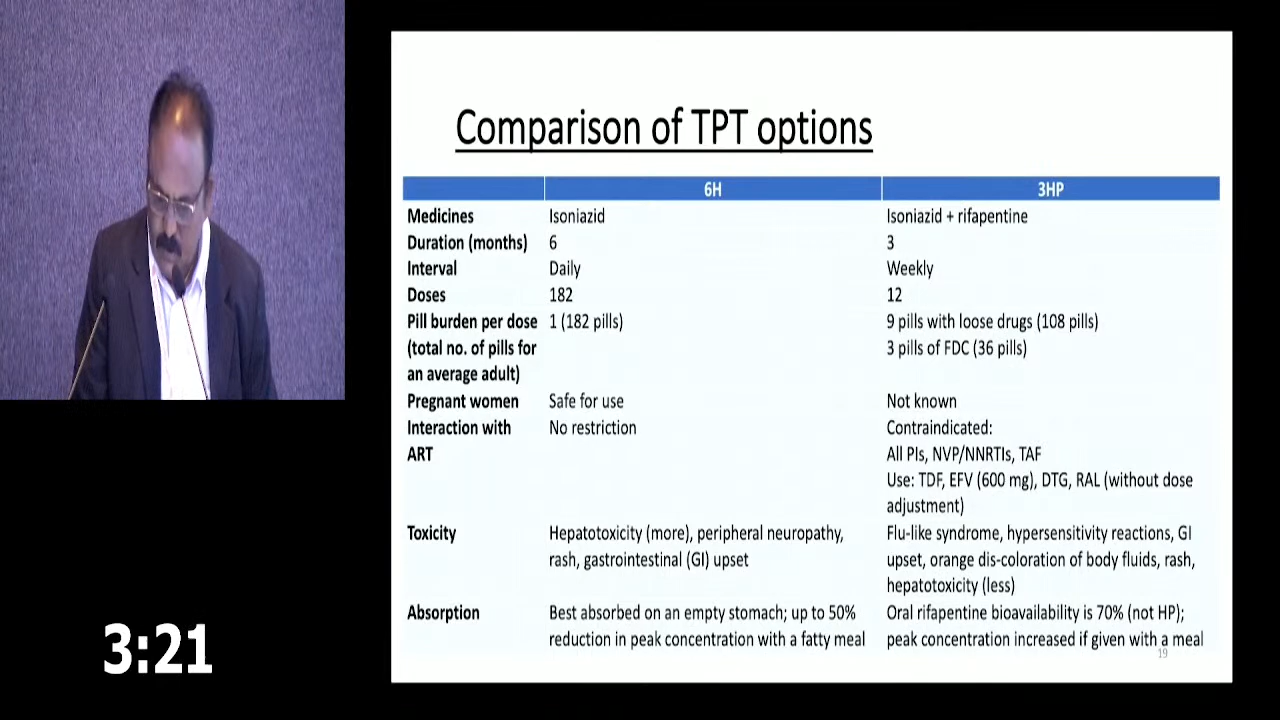 Comparison of TPT options
6H 3HP
Medicines Isoniazid Isoniazid + rifapentine
Duration (months) 6 3
Interval Daily Weekly
Doses 182 12
Pill burden per dose 1 (182 pills) 9 pills with loose drugs (108 pills)
(total no. of pills for 3 pills of FDC (36 pills)
an average adult)
Pregnant women Safe for use Not known
Interaction with No restriction Contraindicated:
ART All PIs, NVP/NNRTIs, TAF
Use: TDF, EFV (600 mg), DTG, RAL (without dose
adjustment)
Toxicity Hepatotoxicity (more), peripheral neuropathy, Flu-like syndrome, hypersensitivity reactions, GI
rash, gastrointestinal (GI) upset upset, orange dis-coloration of body fluids, rash,
hepatotoxicity (less)
Absorption Best absorbed on an empty stomach; up to 50% Oral rifapentine bioavailability is 70% (not HP);
reduction in peak concentration with a fatty meal peak concentration increased if given with a meal
19
3:21